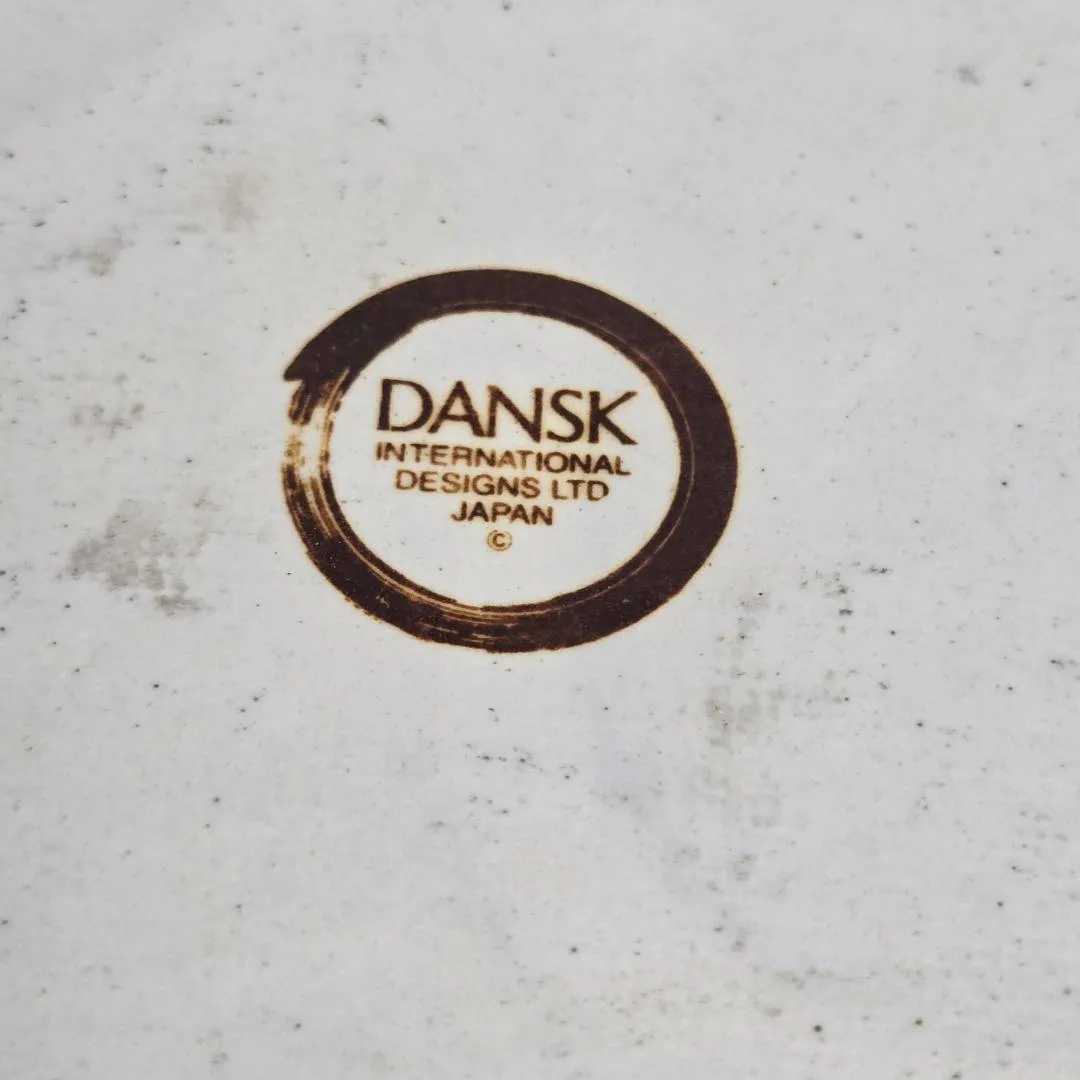 DANSK
INTERNATIONAL
DESIGNS LTD
JAPAN
©